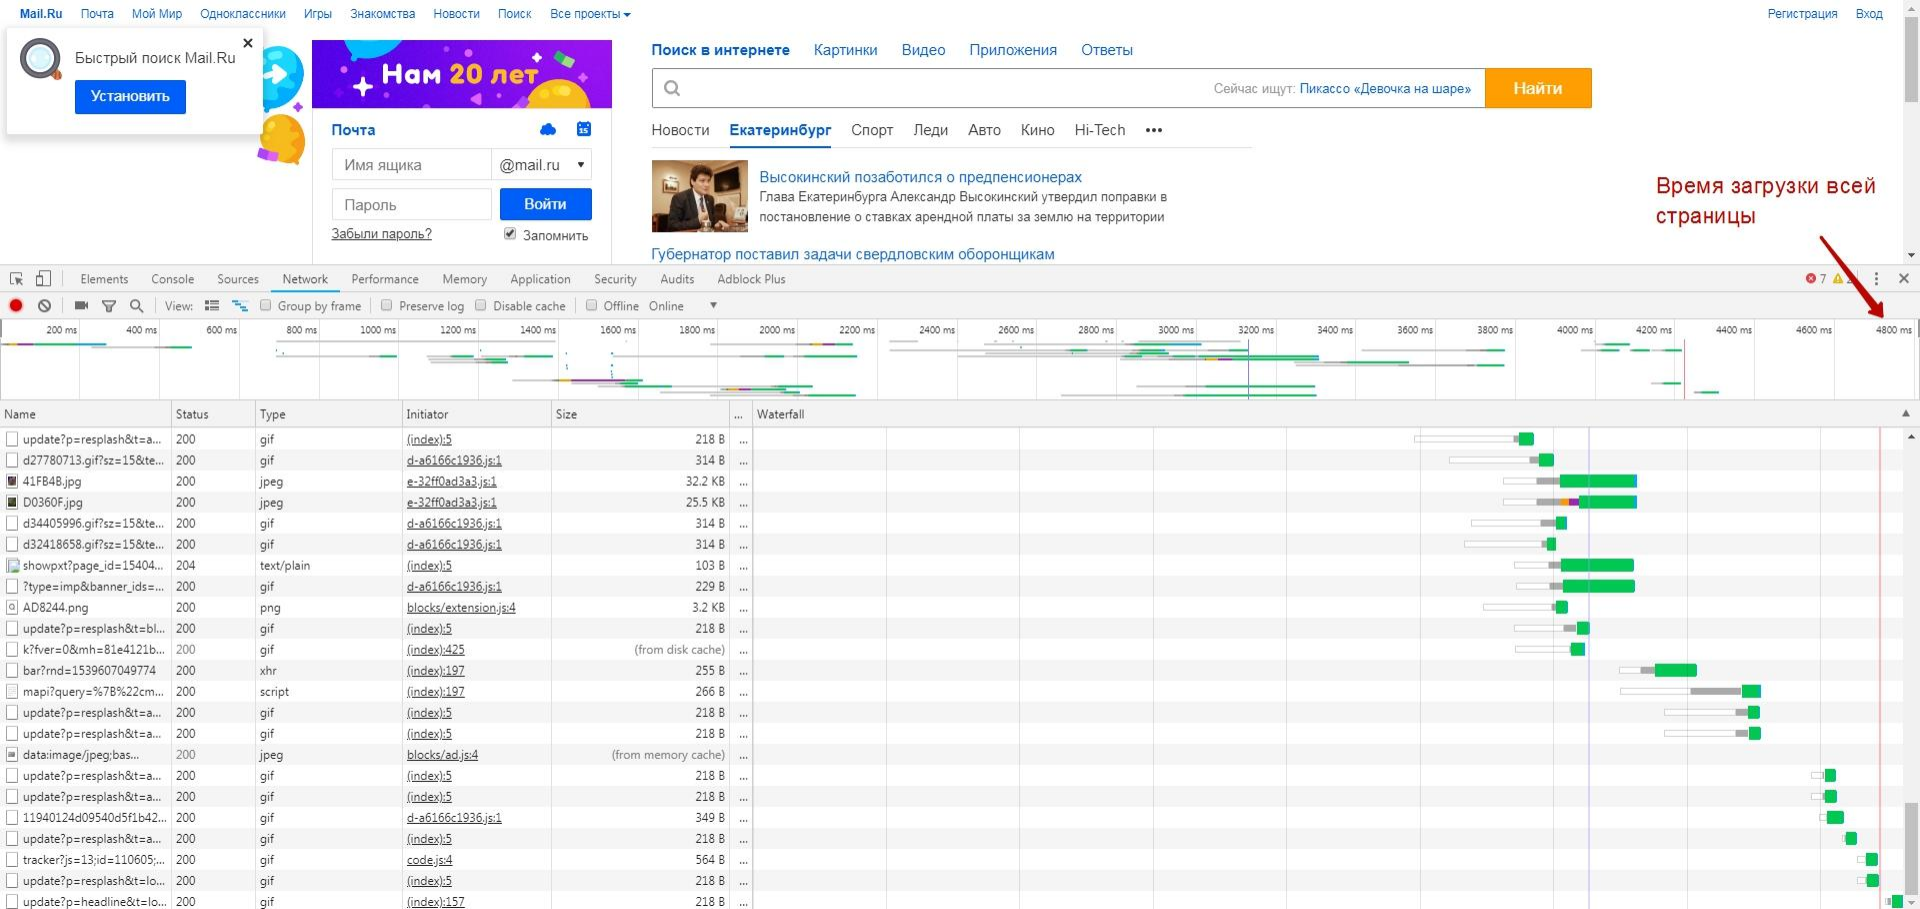 Mail.Ru Почта Мой Мир Одноклассники Игры Знакомства Новости Поиск Все проекты Регистрация Вход
Быстрый поиск Mail.Ru
Установить
Нам 20 лет
Почта
15
Имя ящика @mail.ru
Пароль Войти
Забыли пароль? Запомнить
Поиск в интернете Картинки Видео Приложения Ответы
Сейчас ищут: Пикассо «Девочка на шаре» Найти
Новости Екатеринбург Спорт Леди Авто Кино Hi-Tech •••
Высокинский позаботился о предпенсионерах
Глава Екатеринбурга Александр Высокинский утвердил поправки в
постановление о ставках арендной платы за землю на территории
Губернатор поставил задачи свердловским оборонщикам
Время загрузки всей
страницы
Elements Console Sources Network Performance Memory Application Security Audits Adblock Plus 7
View: Group by frame Preserve log Disable cache Offline Online
200 ms 400 ms 600 ms 800 ms 1000 ms 1200 ms 1400 ms 1600 ms 1800 ms 2000 ms 2200 ms 2400 ms 2600 ms 2800 ms 3000 ms 3200 ms 3400 ms 3600 ms 3800 ms 4000 ms 4200 ms 4400 ms 4600 ms 4800 ms
Name Status Type Initiator Size ... Waterfall
update?p=resplash&t=a... 200 gif (index):5 218 B ...
d27780713.gif?sz=15&te... 200 gif d-a6166c1936.js:1 314 B ...
41FB4B.jpg 200 jpeg e-32ff0ad3a3.js:1 32.2 KB ...
D0360F.jpg 200 jpeg e-32ff0ad3a3.js:1 25.5 KB ...
d34405996.gif?sz=15&te... 200 gif d-a6166c1936.js:1 314 B ...
d32418658.gif?sz=15&te... 200 gif d-a6166c1936.js:1 314 B ...
showpxt?page_id=15404... 204 text/plain (index):5 103 B ...
?type=imp&banner_ids=... 200 gif d-a6166c1936.js:1 229 B ...
AD8244.png 200 png blocks/extension.js:4 3.2 KB ...
update?p=resplash&t=bl... 200 gif (index):5 218 B ...
k?fver=0&mh=81e4121b... 200 gif (index):425 (from disk cache) ...
bar?rnd=1539607049774 200 xhr (index):197 255 B ...
mapi?query=%7B%22cm... 200 script (index):197 266 B ...
update?p=resplash&t=a... 200 gif (index):5 218 B ...
update?p=resplash&t=a... 200 gif (index):5 218 B ...
data:image/jpeg;bas... 200 jpeg blocks/ad.js:4 (from memory cache) ...
update?p=resplash&t=a... 200 gif (index):5 218 B ...
update?p=resplash&t=a... 200 gif (index):5 218 B ...
11940124d09540d5f1b42... 200 gif d-a6166c1936.js:1 349 B ...
update?p=resplash&t=a... 200 gif (index):5 218 B ...
tracker?js=13;id=110605;... 200 gif code.js:4 564 B ...
update?p=resplash&t=lo... 200 gif (index):5 218 B ...
update?p=headline&t=lo... 200 gif (index):157 218 B ...